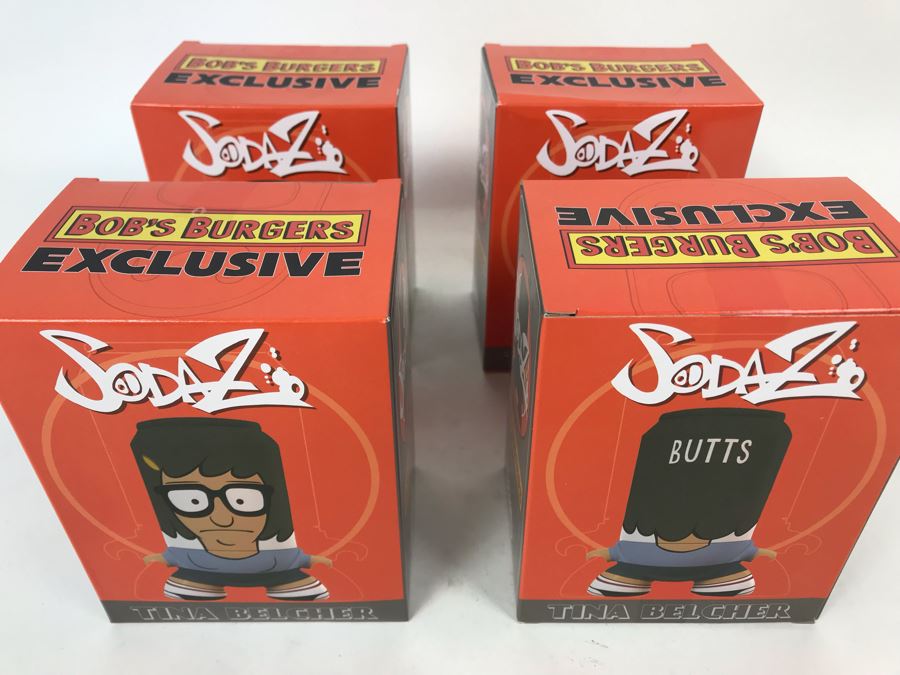 BOB'S BURGERS
EXCLUSIVE
SODAZ
BOB'S BURGERS
EXCLUSIVE
SODAZ
BOB'S BURGERS
EXCLUSIVE
SODAZ
TINA BELCHER
BOB'S BURGERS
EXCLUSIVE
SODAZ
BUTTS
TINA BELCHER